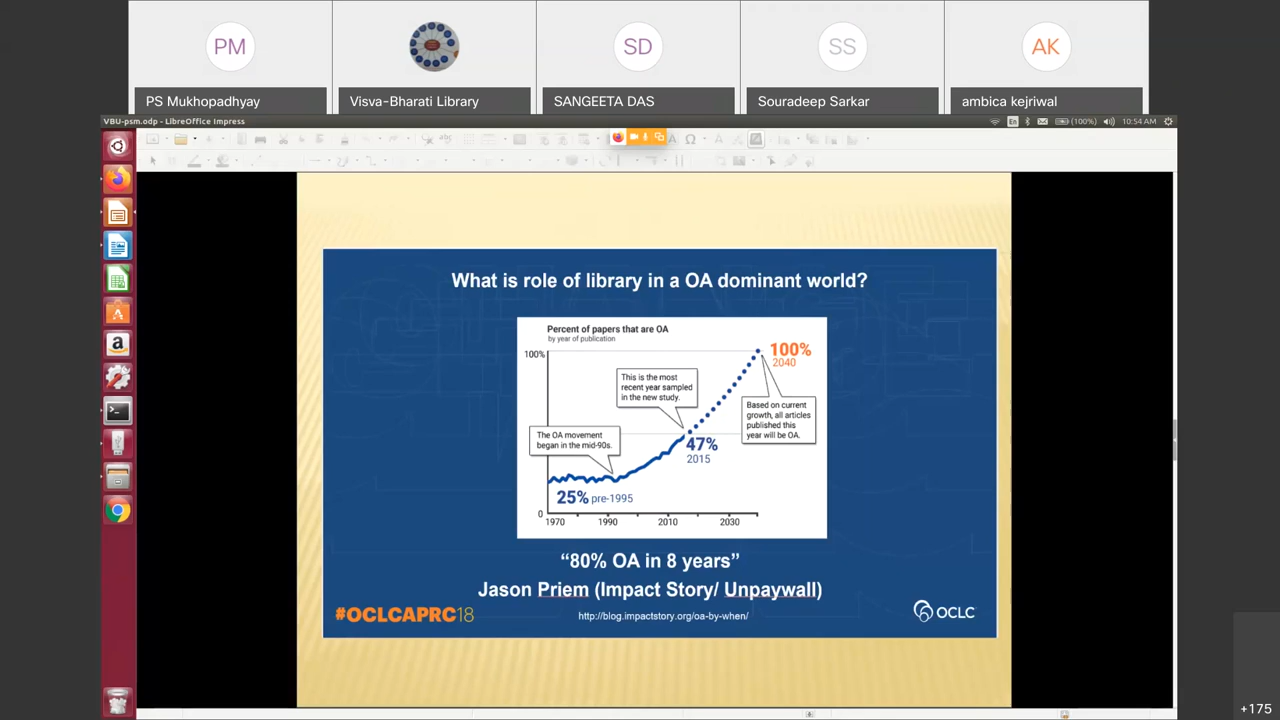 PM
SD
SS
AK
PS Mukhopadhyay
Visva-Bharati Library
SANGEETA DAS
Souradeep Sarkar
ambica kejriwal
VBU-psm.odp - LibreOffice Impress
En
(100%)
10:54 AM
What is role of library in a OA dominant world?
Percent of papers that are OA
by year of publication
100%
100%
2040
This is the most
recent year sampled
in the new study.
Based on current
growth, all articles
published this
year will be OA.
The OA movement
began in the mid-90s.
47%
2015
25% pre-1995
0
1970
1990
2010
2030
“80% OA in 8 years”
Jason Priem (Impact Story/ Unpaywall)
#OCLCAPRC18
http://blog.impactstory.org/oa-by-when/
OCLC
+175